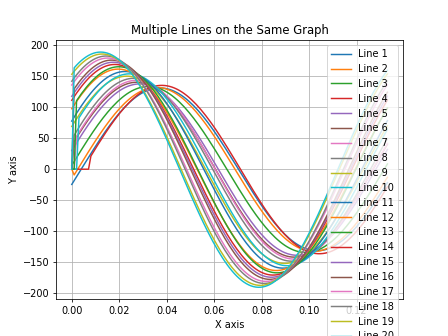 Multiple Lines on the Same Graph
Y axis
200
150
100
50
0
−50
−100
−150
−200
0.00
0.02
0.04
0.06
0.08
0.10
X axis
Line 1
Line 2
Line 3
Line 4
Line 5
Line 6
Line 7
Line 8
Line 9
Line 10
Line 11
Line 12
Line 13
Line 14
Line 15
Line 16
Line 17
Line 18
Line 19
Line 20